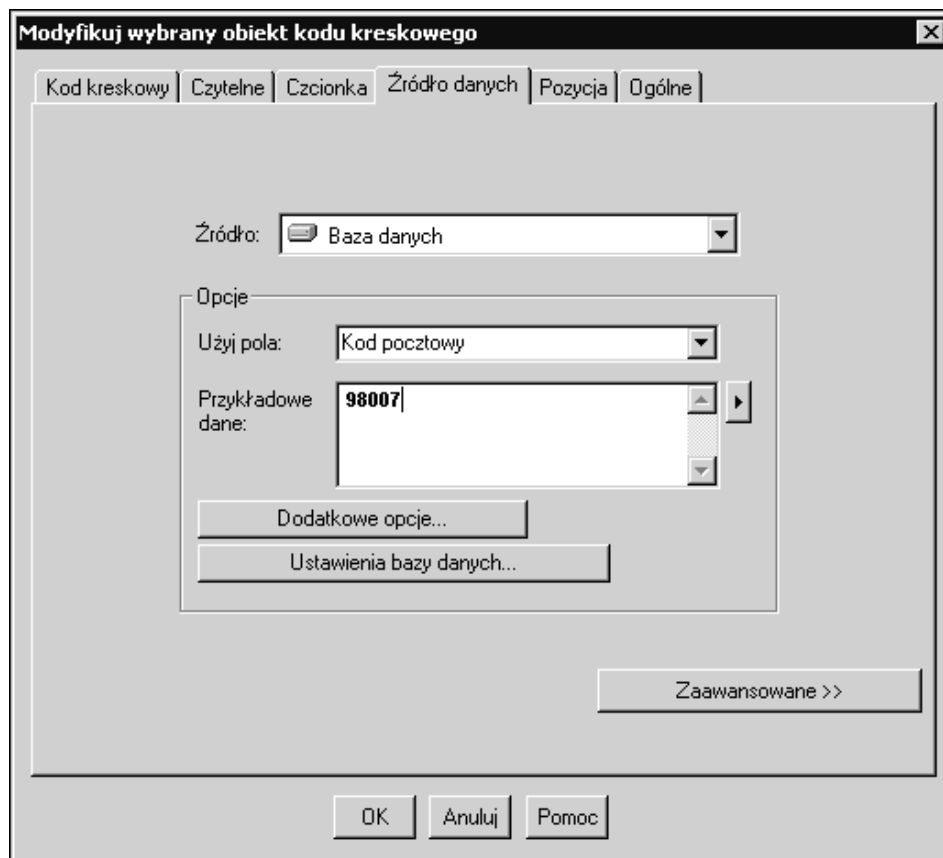 Modyfikuj wybrany obiekt kodu kreskowego
Kod kreskowy Czytelne Czcionka Źródło danych Pozycja Ogólne
Źródło: Baza danych
Opcje
Użyj pola: Kod pocztowy
Przykładowe 98007
dane:
Dodatkowe opcje...
Ustawienia bazy danych...
Zaawansowane >>
OK Anuluj Pomoc